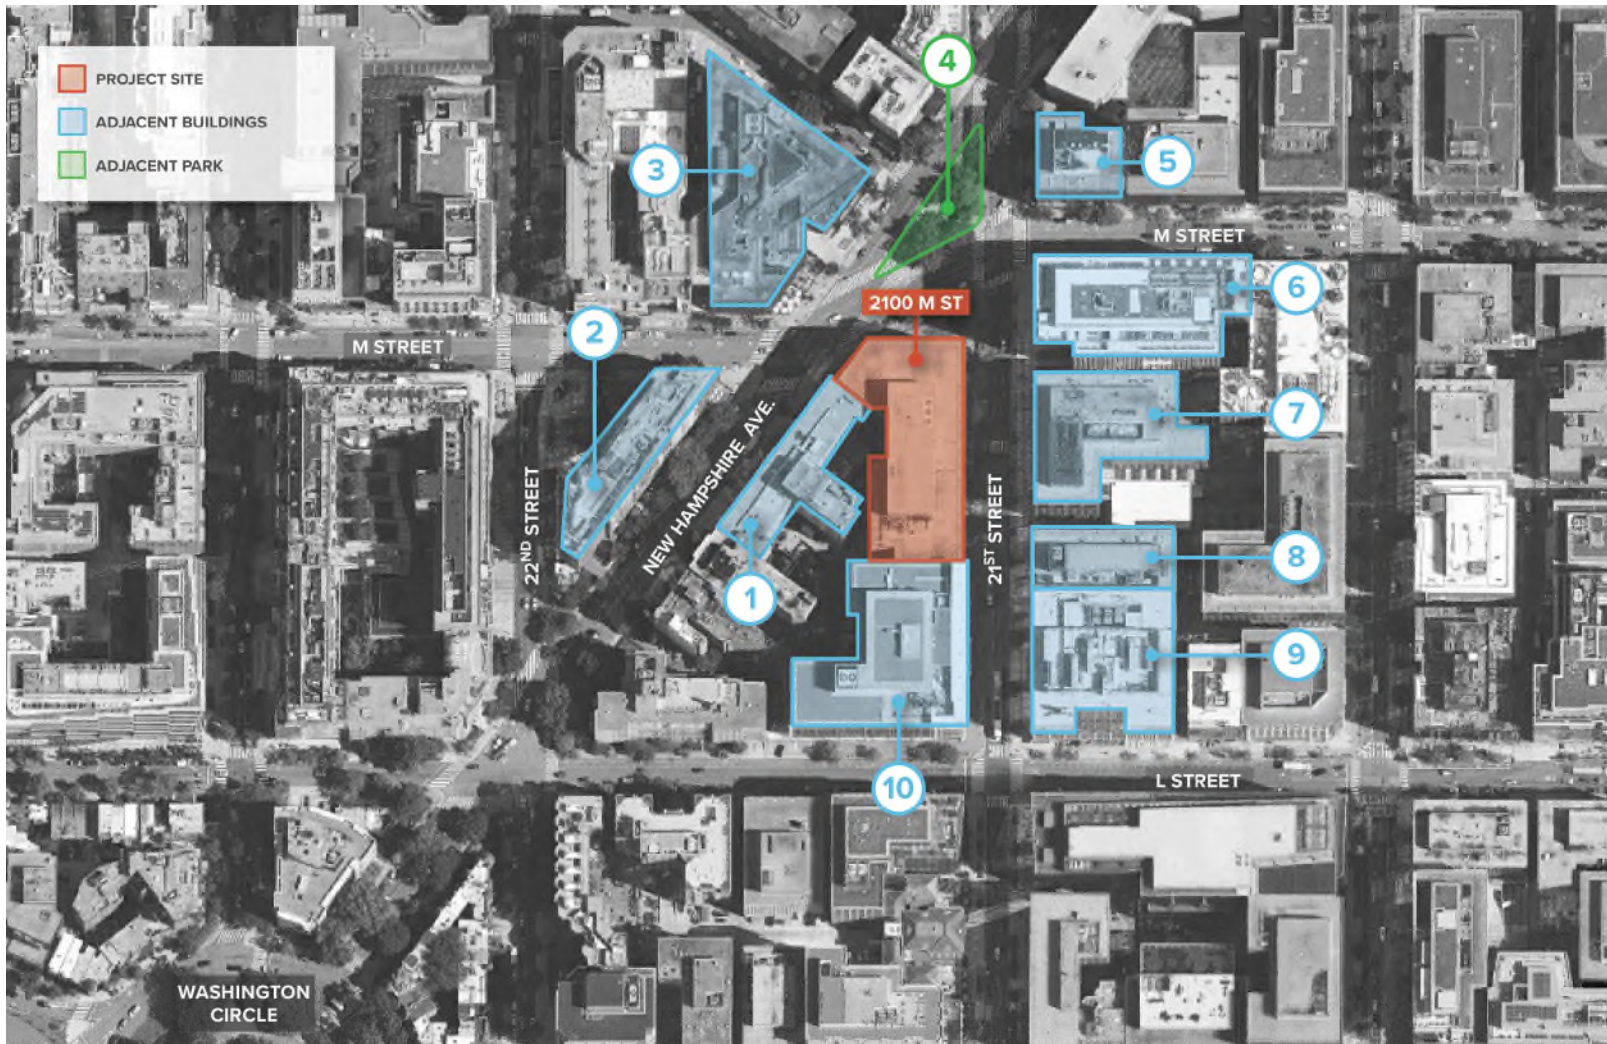 PROJECT SITE
ADJACENT BUILDINGS
ADJACENT PARK
4
3
5
M STREET
2100 M ST
6
2
M STREET
7
NEW HAMPSHIRE AVE.
22ND STREET
21ST STREET
8
1
9
10
L STREET
WASHINGTON
CIRCLE